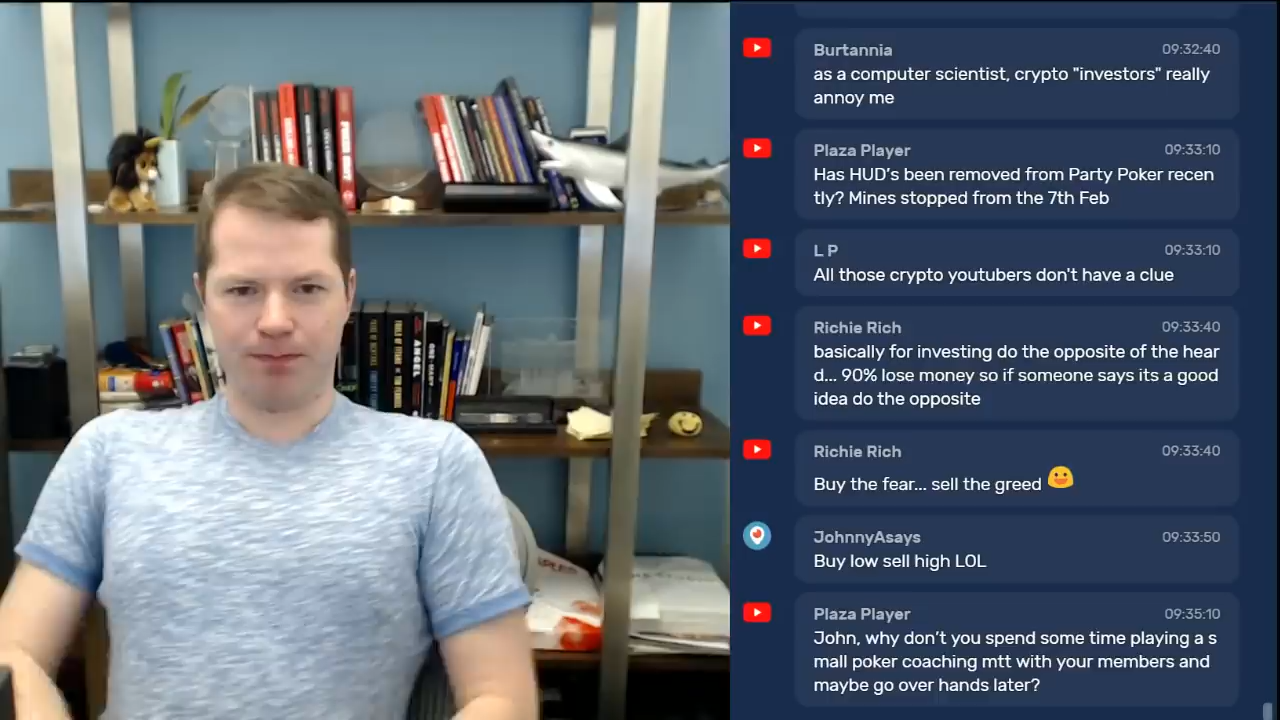 Burtannia 09:32:40
as a computer scientist, crypto "investors" really
annoy me
Plaza Player 09:33:10
Has HUD's been removed from Party Poker recen
tly? Mines stopped from the 7th Feb
L P 09:33:10
All those crypto youtubers don't have a clue
Richie Rich 09:33:40
basically for investing do the opposite of the hear
d... 90% lose money so if someone says its a good
idea do the opposite
Richie Rich 09:33:40
Buy the fear... sell the greed 😀
JohnnyAsays 09:33:50
Buy low sell high LOL
Plaza Player 09:35:10
John, why don't you spend some time playing a s
mall poker coaching mtt with your members and
maybe go over hands later?
ANGEL